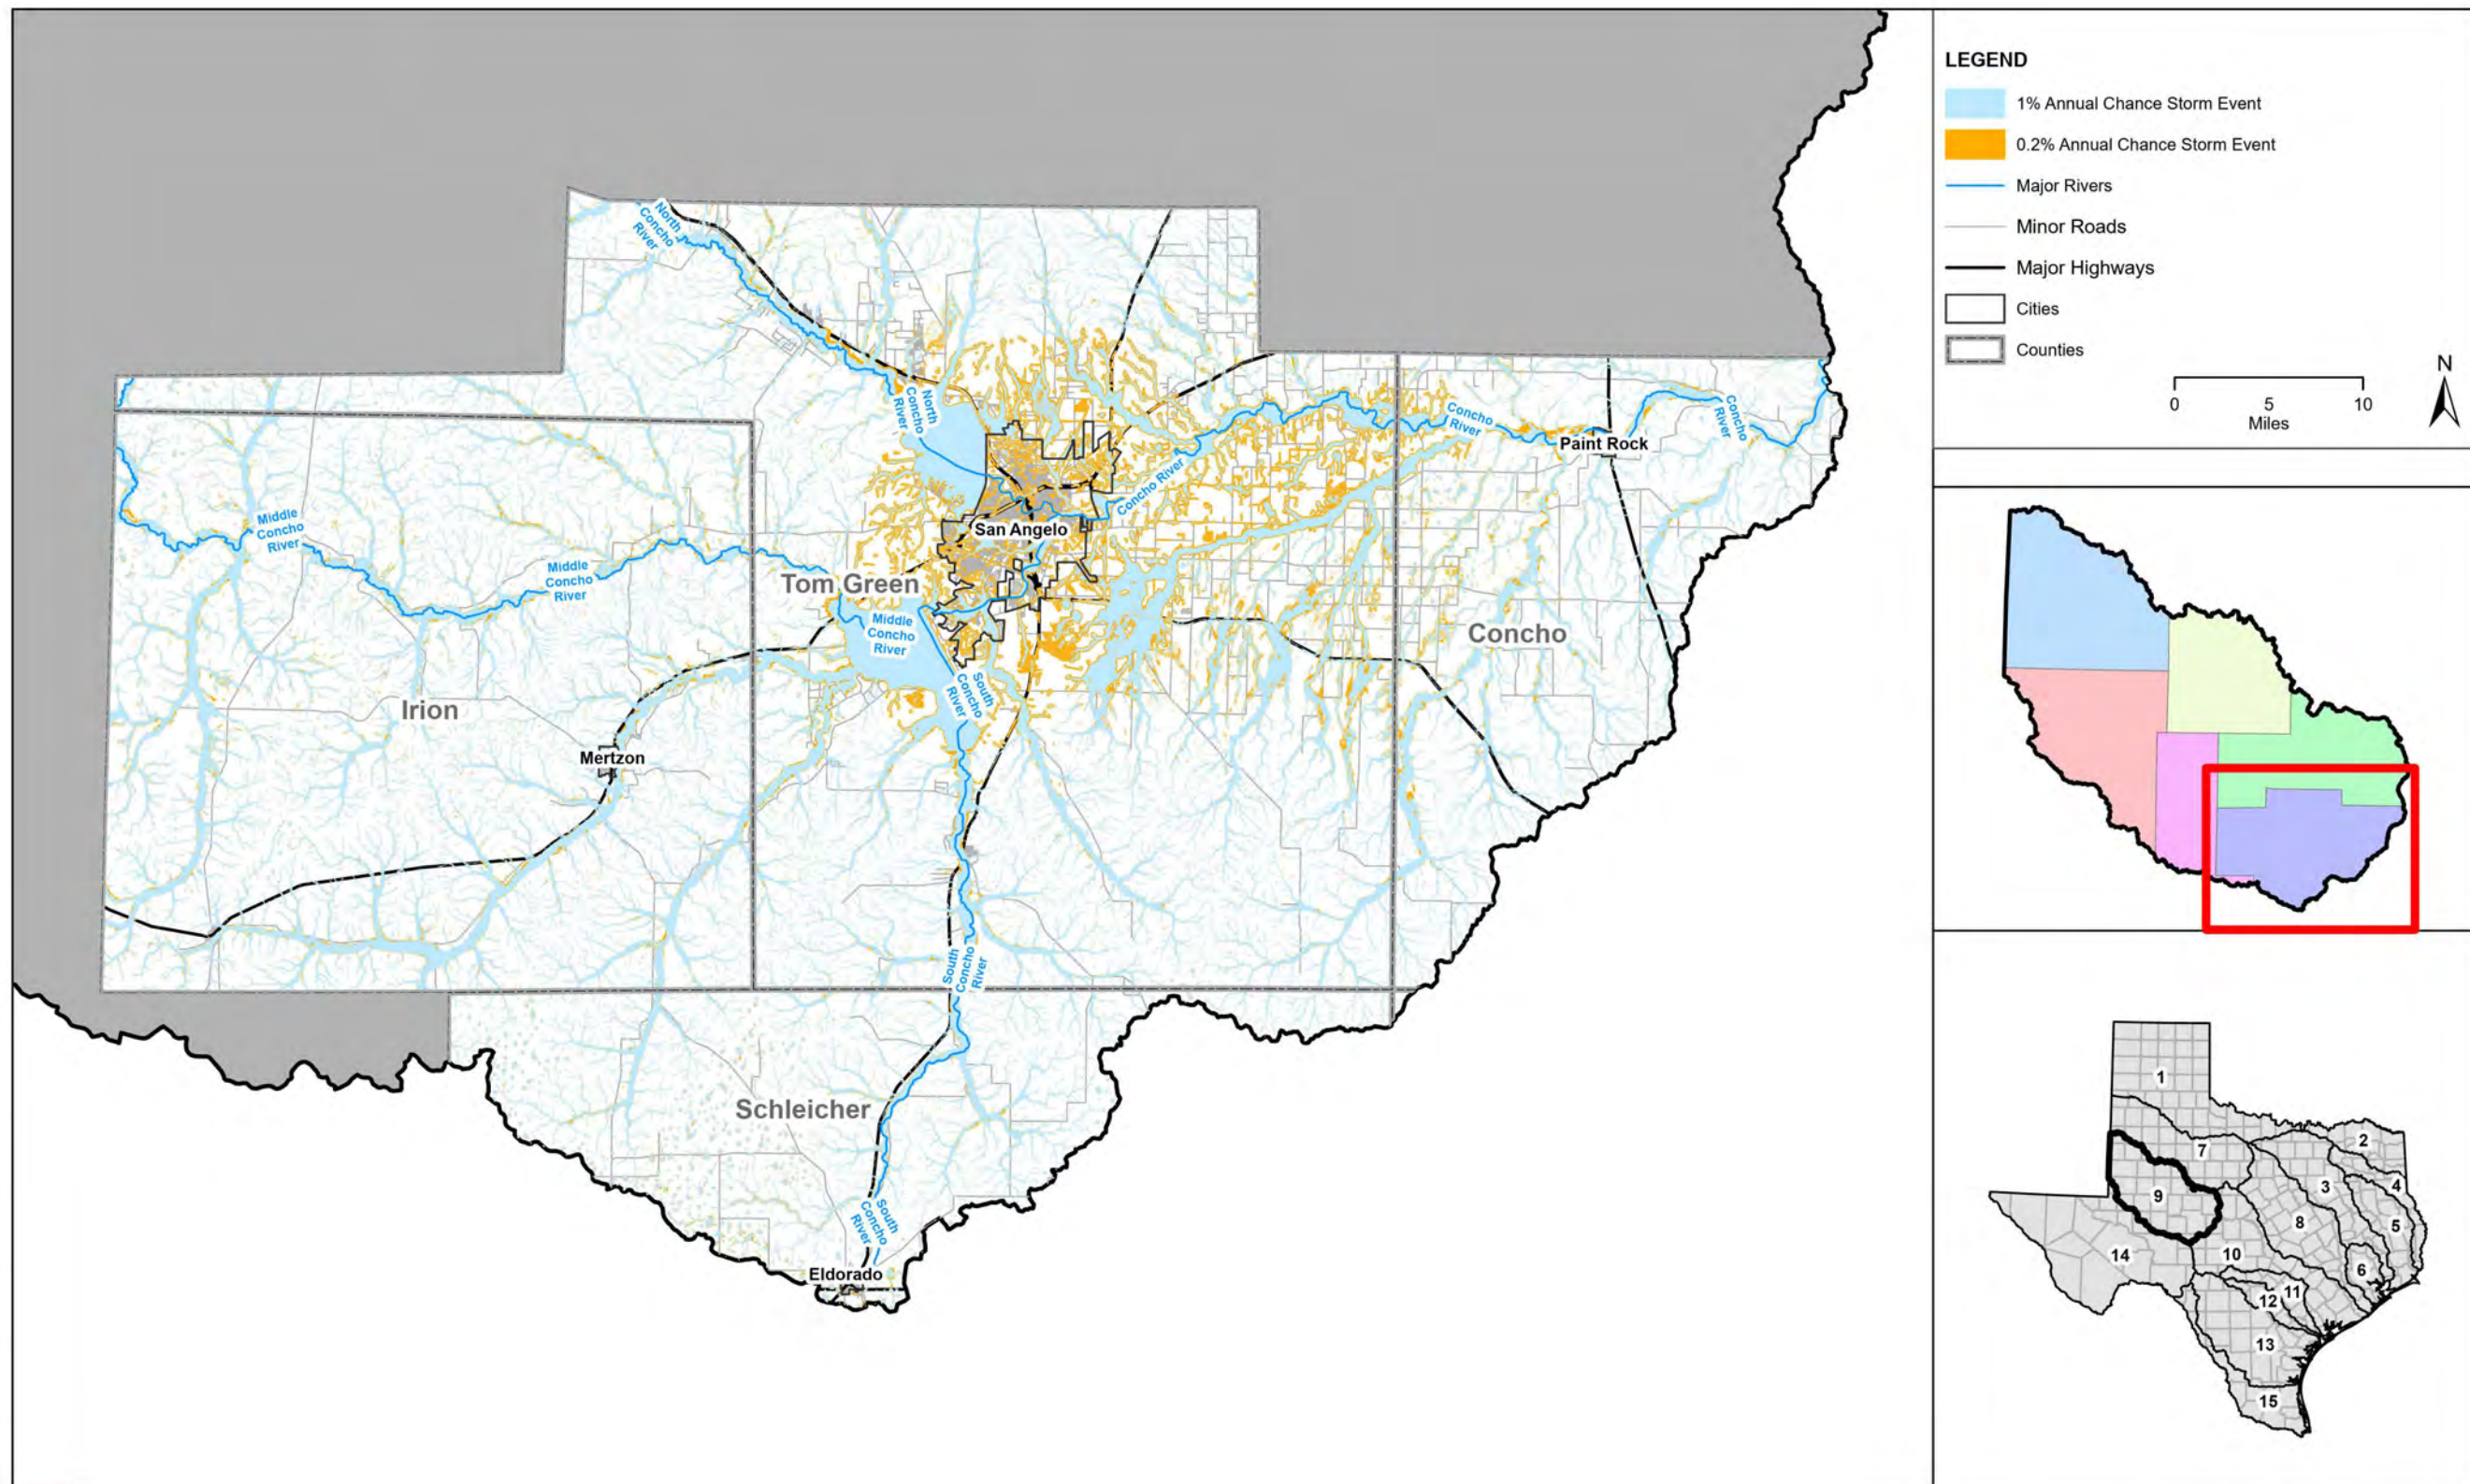 North
Concho
River
North
Concho
River
Concho
River
Concho
River
Paint Rock
Concho River
Middle
Concho
River
San Angelo
Middle
Concho
River
Tom Green
Middle
Concho
River
Concho
South
Concho
River
Irion
Mertzon
South
Concho
River
Schleicher
South
Concho
River
Eldorado
LEGEND
1% Annual Chance Storm Event
0.2% Annual Chance Storm Event
Major Rivers
Minor Roads
Major Highways
Cities
Counties
N
0 5 10
Miles
1
2
7
3
4
9
8
5
14
10
6
11
12
13
15